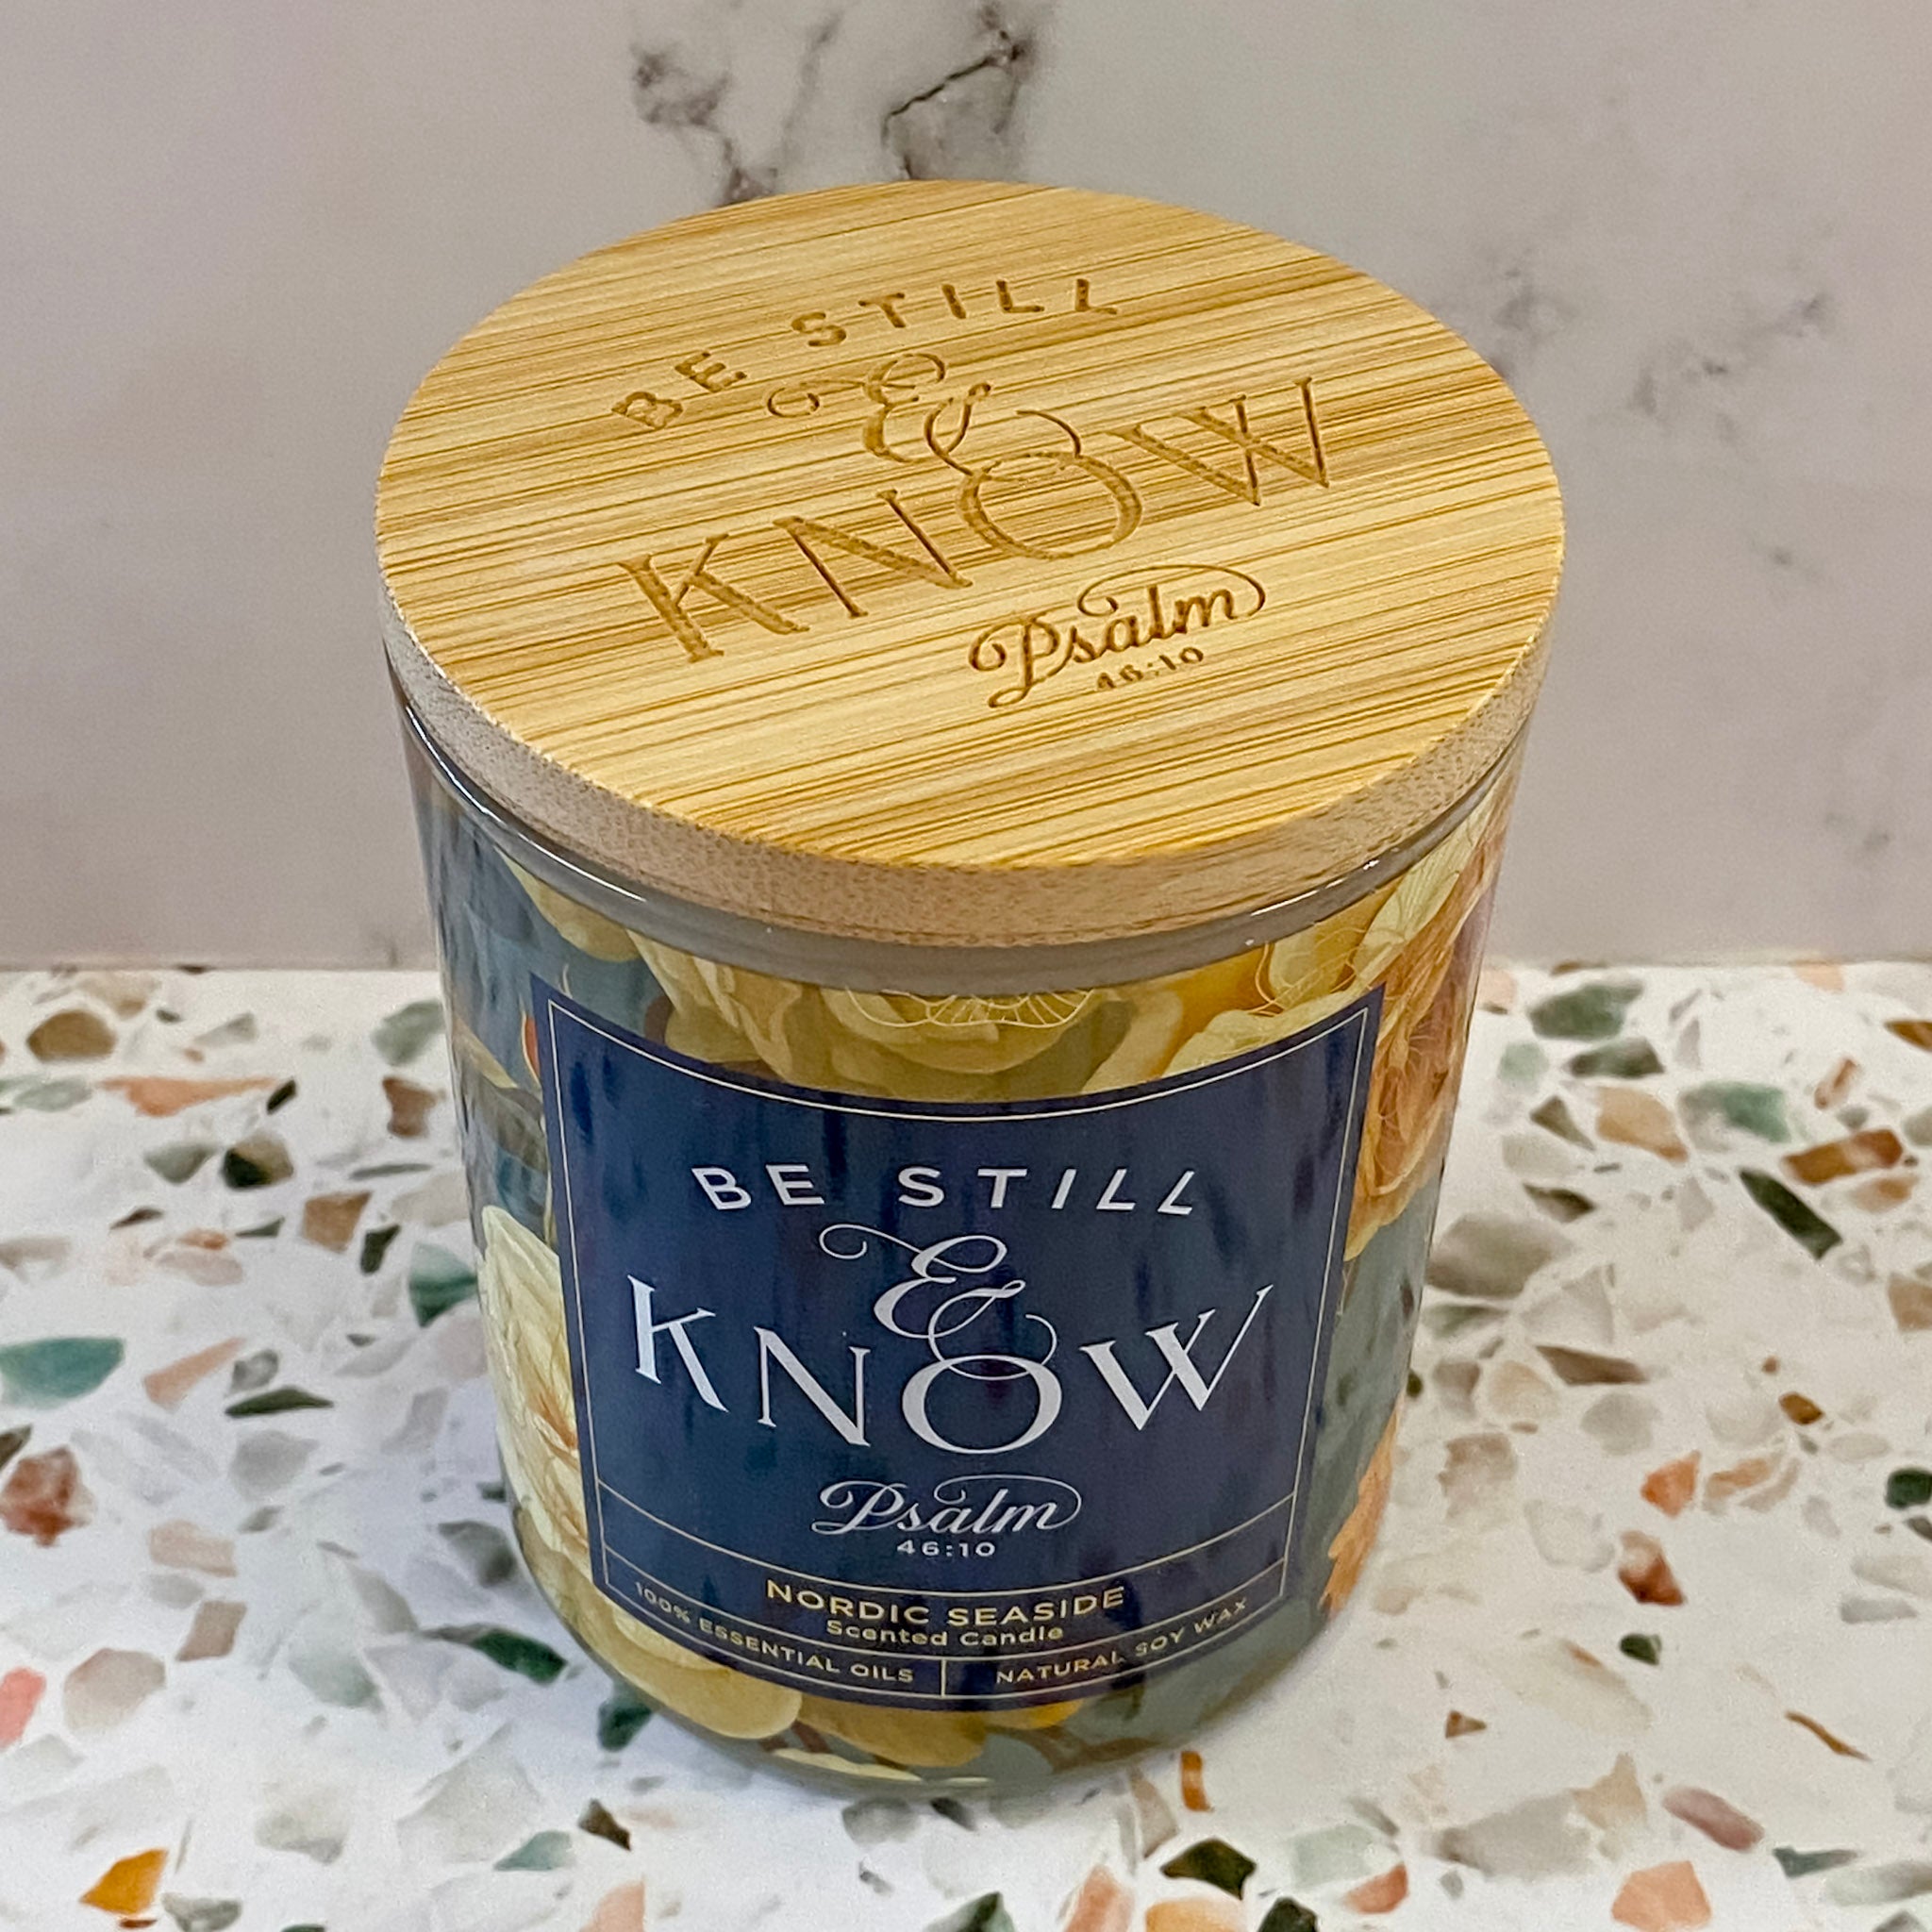 BE STILL
&
KNOW
Psalm
46:10
BE STILL
&
KNOW
Psalm
46:10
NORDIC SEASIDE
Scented Candle
100% ESSENTIAL OILS
NATURAL SOY WAX